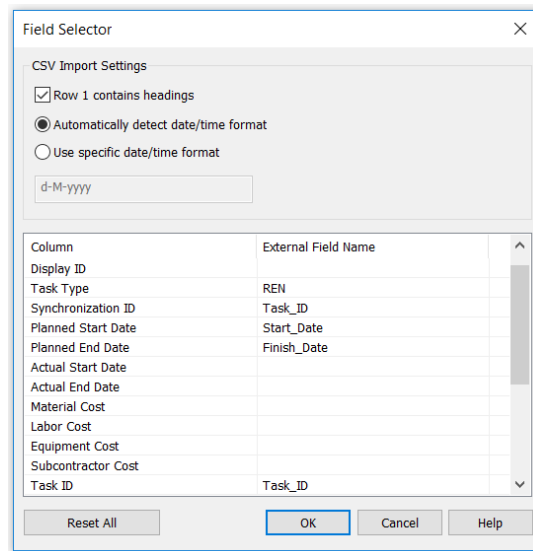 Field Selector
CSV Import Settings
Row 1 contains headings
Automatically detect date/time format
Use specific date/time format
d-M-yyyy
Column External Field Name
Display ID
Task Type REN
Synchronization ID Task_ID
Planned Start Date Start_Date
Planned End Date Finish_Date
Actual Start Date
Actual End Date
Material Cost
Labor Cost
Equipment Cost
Subcontractor Cost
Task ID Task_ID
Reset All OK Cancel Help